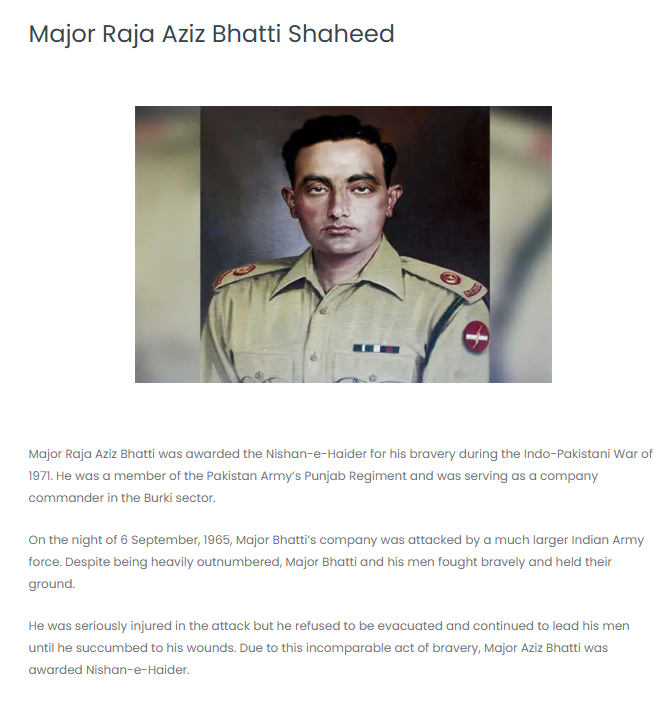 Major Raja Aziz Bhatti Shaheed
Major Raja Aziz Bhatti was awarded the Nishan-e-Haider for his bravery during the Indo-Pakistani War of
1971. He was a member of the Pakistan Army’s Punjab Regiment and was serving as a company
commander in the Burki sector.
On the night of 6 September, 1965, Major Bhatti’s company was attacked by a much larger Indian Army
force. Despite being heavily outnumbered, Major Bhatti and his men fought bravely and held their
ground.
He was seriously injured in the attack but he refused to be evacuated and continued to lead his men
until he succumbed to his wounds. Due to this incomparable act of bravery, Major Aziz Bhatti was
awarded Nishan-e-Haider.